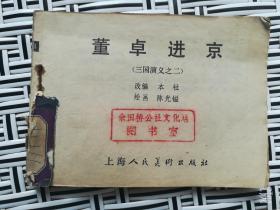 董卓进京
（三国演义之二）
改编 本社
绘画 陈光镒
余田桥公社文化站
图书室
上海人民美术出版社